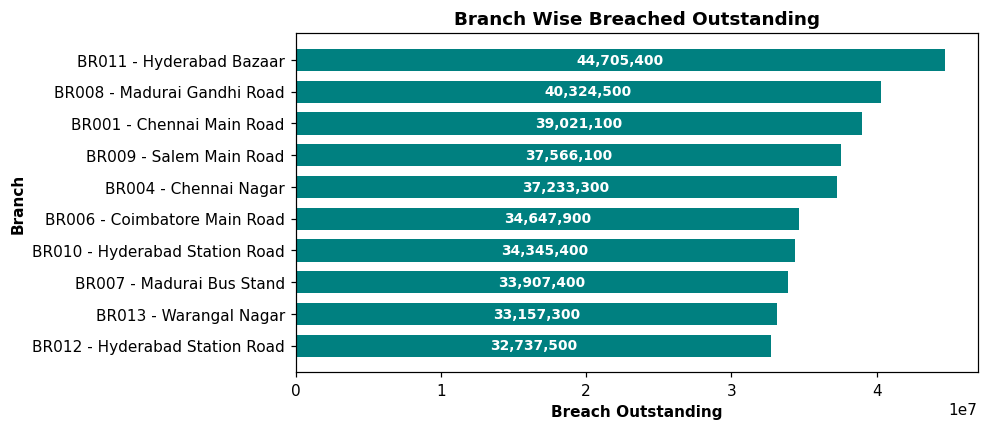 Branch Wise Breached Outstanding
BR011 - Hyderabad Bazaar 44,705,400
BR008 - Madurai Gandhi Road 40,324,500
BR001 - Chennai Main Road 39,021,100
BR009 - Salem Main Road 37,566,100
BR004 - Chennai Nagar 37,233,300
BR006 - Coimbatore Main Road 34,647,900
BR010 - Hyderabad Station Road 34,345,400
BR007 - Madurai Bus Stand 33,907,400
BR013 - Warangal Nagar 33,157,300
BR012 - Hyderabad Station Road 32,737,500
Branch
0 1 2 3 4
1e7
Breach Outstanding